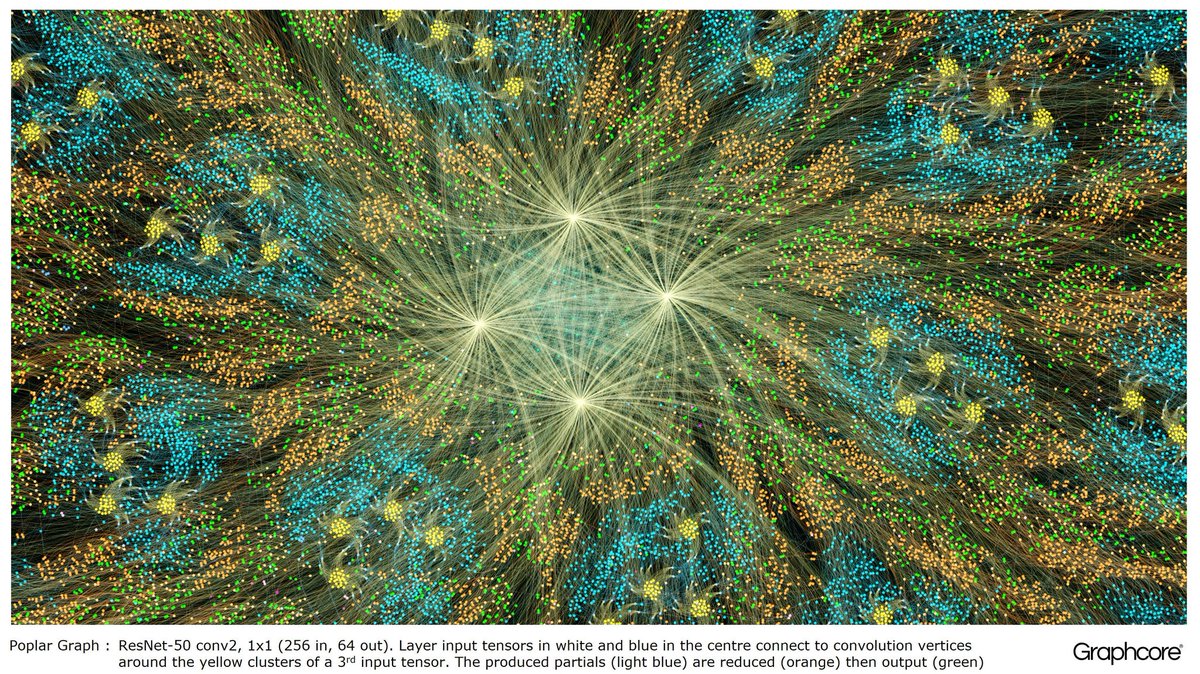 Poplar Graph : ResNet-50 conv2, 1x1 (256 in, 64 out). Layer input tensors in white and blue in the centre connect to convolution vertices
around the yellow clusters of a 3rd input tensor. The produced partials (light blue) are reduced (orange) then output (green)
Graphcore®